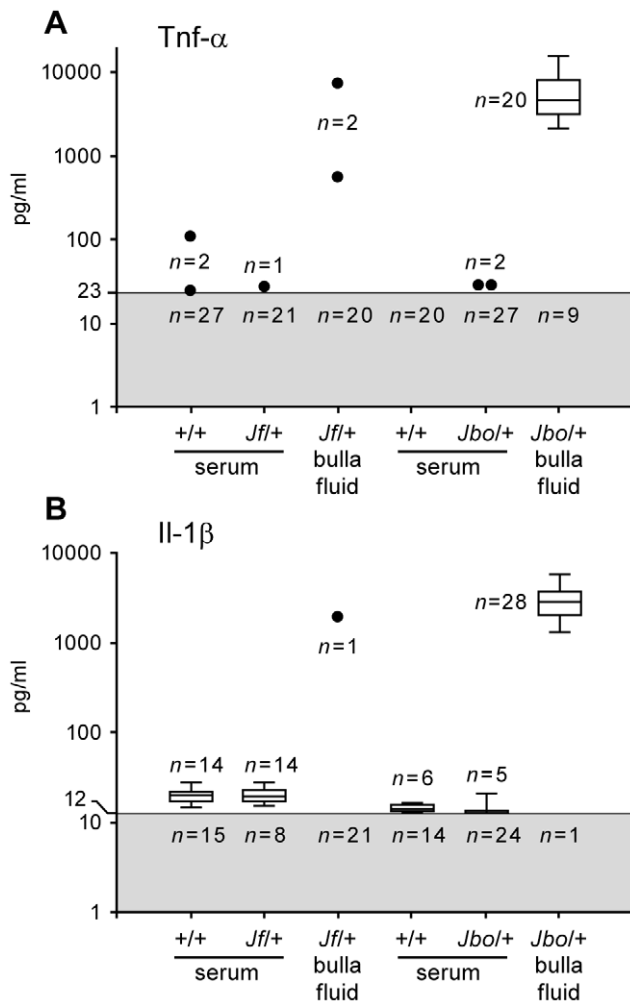 A
Tnf-α
10000
n=20
n=2
1000
pg/ml
100
n=2
n=1
n=2
23
10
n=27
n=21
n=20
n=20
n=27
n=9
1
+/+
Jf/+
Jf/+
+/+
Jbo/+
Jbo/+
serum
bulla
fluid
serum
bulla
fluid
B
Il-1β
10000
n=28
1000
n=1
pg/ml
100
n=14
n=14
n=6
n=5
12
10
n=15
n=8
n=21
n=14
n=24
n=1
1
+/+
Jf/+
Jf/+
+/+
Jbo/+
Jbo/+
serum
bulla
fluid
serum
bulla
fluid